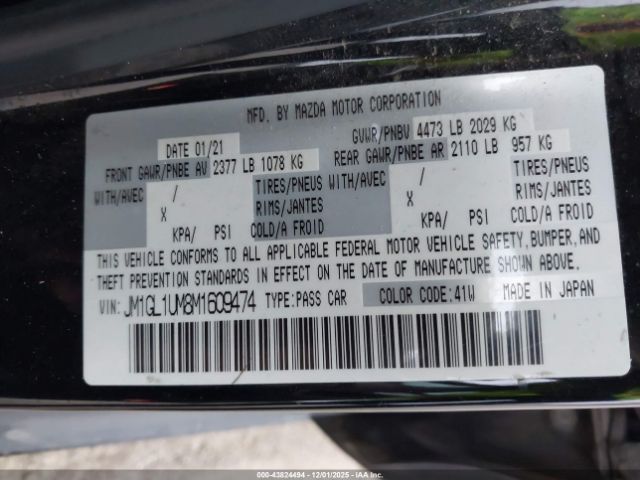 MFD. BY MAZDA MOTOR CORPORATION
DATE 01/21 GVWR/PNBV 4473 LB 2029 KG
FRONT GAWR/PNBE AV 2377 LB 1078 KG REAR GAWR/PNBE AR 2110 LB 957 KG
WITH/AVEC / TIRES/PNEUS WITH/AVEC / TIRES/PNEUS
X RIMS/JANTES X RIMS/JANTES
KPA/ PSI COLD/A FROID KPA/ PSI COLD/A FROID
THIS VEHICLE CONFORMS TO ALL APPLICABLE FEDERAL MOTOR VEHICLE SAFETY, BUMPER, AND
THEFT PREVENTION STANDARDS IN EFFECT ON THE DATE OF MANUFACTURE SHOWN ABOVE.
VIN: JM1GL1UM8M1609474 TYPE:PASS CAR COLOR CODE:41W MADE IN JAPAN
000-43824494 - 12/01/2025 - IAAI.COM